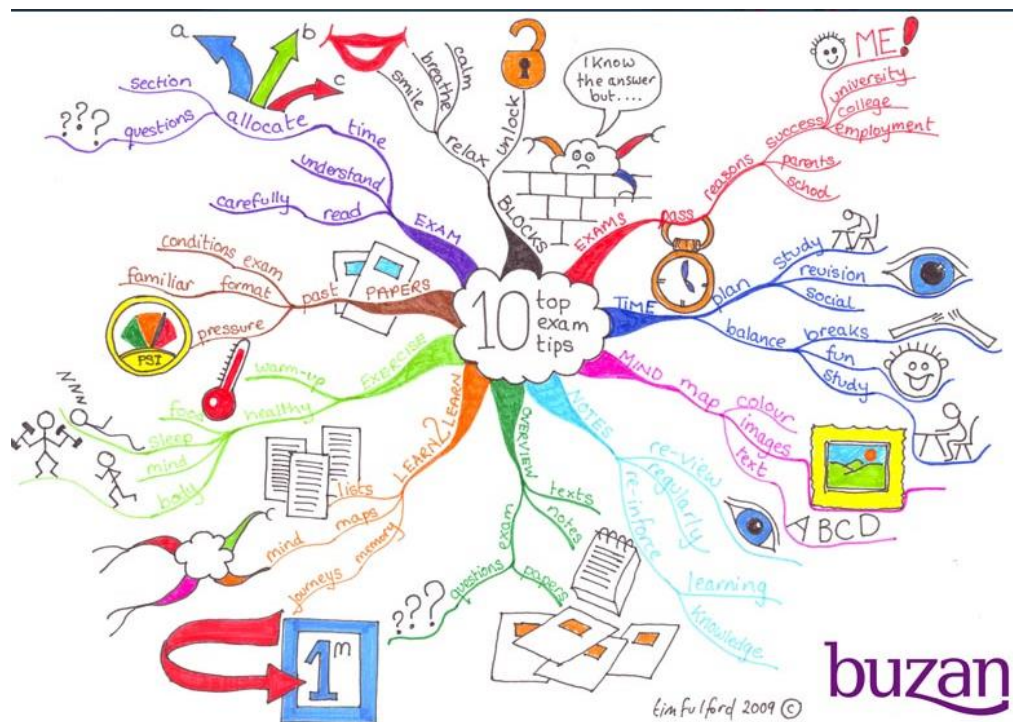 10
top
exam
tips
EXAMS
pass
reasons
success
ME!
university
college
employment
parents
school
TIME
plan
study
revision
social
balance
breaks
fun
study
MIND
map
colour
images
text
ABCD
NOTES
re-view
regularly
re-inforce
learning
knowledge
OVERVIEW
texts
notes
exam
papers
questions
???
LEARN 2 LEARN
lists
mind maps
memory
journeys
1m
EXERCISE
warm-up
healthy
food
sleep
mind
body
NNN
PAPERS
past
conditions exam
familiar format
pressure
PSI
EXAM
time
allocate
a
b
c
section
questions
???
understand
read
carefully
BLOCKS
relax
smile
breathe
calm
unlock
I know
the answer
but....
buzan
timfulford 2009 ©